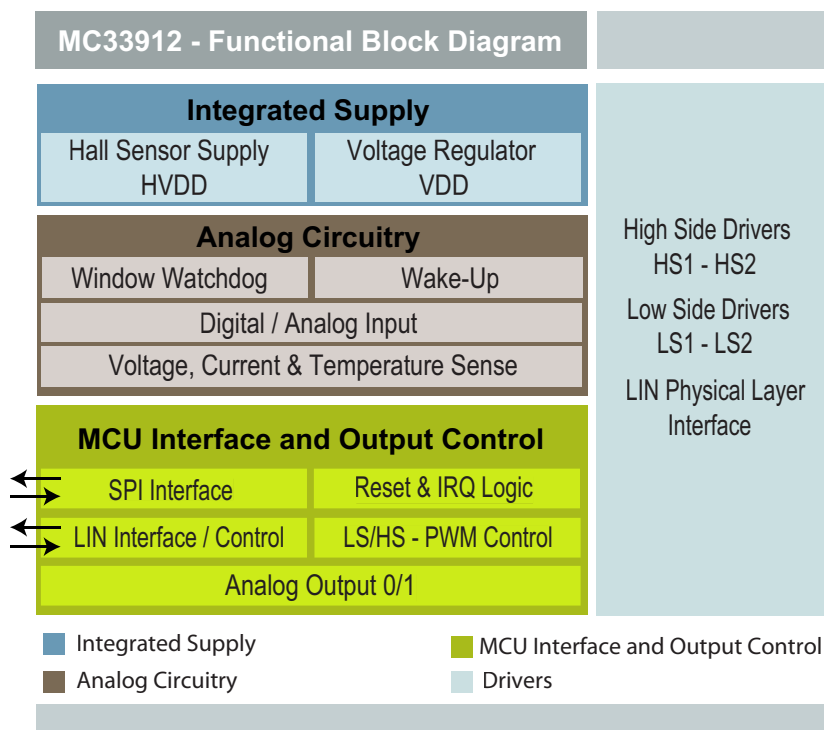 MC33912 - Functional Block Diagram
Integrated Supply
Hall Sensor Supply
HVDD
Voltage Regulator
VDD
Analog Circuitry
Window Watchdog
Wake-Up
Digital / Analog Input
Voltage, Current & Temperature Sense
MCU Interface and Output Control
SPI Interface
Reset & IRQ Logic
LIN Interface / Control
LS/HS - PWM Control
Analog Output 0/1
High Side Drivers
HS1 - HS2
Low Side Drivers
LS1 - LS2
LIN Physical Layer
Interface
Integrated Supply
MCU Interface and Output Control
Analog Circuitry
Drivers